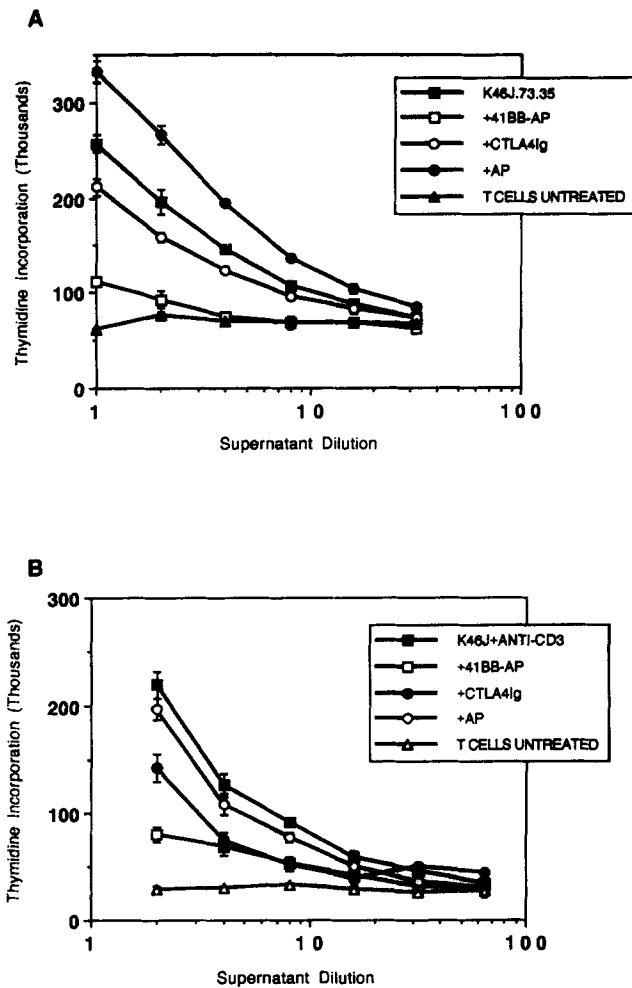 A
Thymidine Incorporation (Thousands)
300
200
100
0
1
10
100
Supernatant Dilution
K46J.73.35
+41BB-AP
+CTLA4Ig
+AP
T CELLS UNTREATED
B
Thymidine Incorporation (Thousands)
300
200
100
0
1
10
100
Supernatant Dilution
K46J+ANTI-CD3
+41BB-AP
+CTLA4Ig
+AP
T CELLS UNTREATED